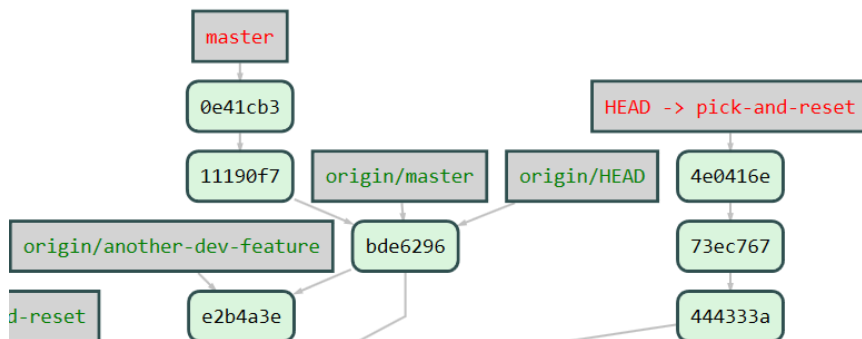 master
0e41cb3
HEAD -> pick-and-reset
11190f7
origin/master
origin/HEAD
4e0416e
origin/another-dev-feature
bde6296
73ec767
d-reset
e2b4a3e
444333a